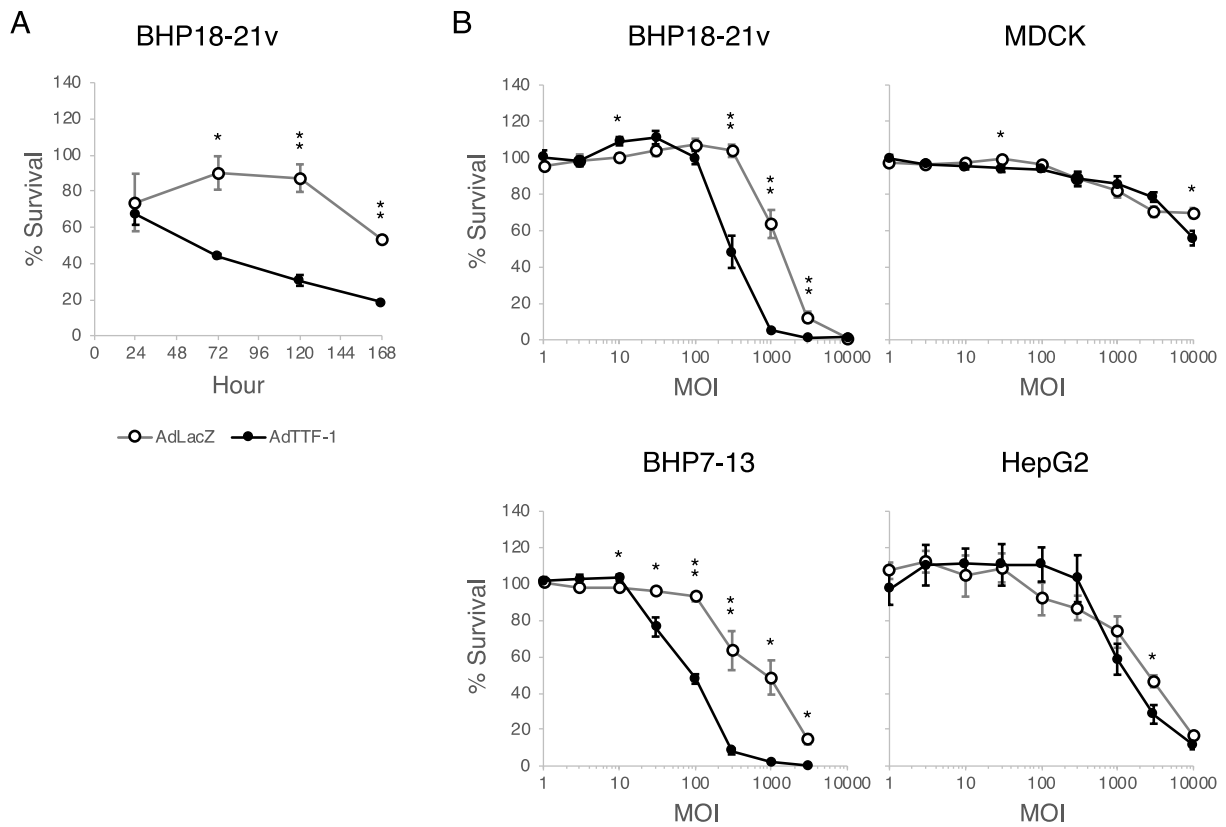 A
BHP18-21v
140
120
100
80
60
40
20
0
% Survival
*
* *
* *
0 24 48 72 96 120 144 168
Hour
AdLacZ AdTTF-1
B
BHP18-21v
140
120
100
80
60
40
20
0
% Survival
*
* *
* *
* *
1 10 100 1000 10000
MOI
MDCK
*
*
1 10 100 1000 10000
MOI
BHP7-13
140
120
100
80
60
40
20
0
% Survival
*
*
* *
* *
*
*
1 10 100 1000 10000
MOI
HepG2
*
1 10 100 1000 10000
MOI